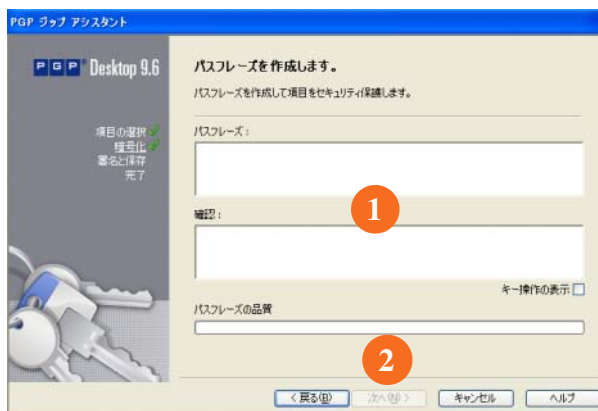 PGP ジップ アシスタント
PGP Desktop 9.6
項目の選択
暗号化
署名と保存
完了
パスフレーズを作成します。
パスフレーズを作成して項目をセキュリティ保護します。
パスフレーズ:
1
確認:
キー操作の表示
パスフレーズの品質
2
< 戻る(B)
次へ(N) >
キャンセル
ヘルプ